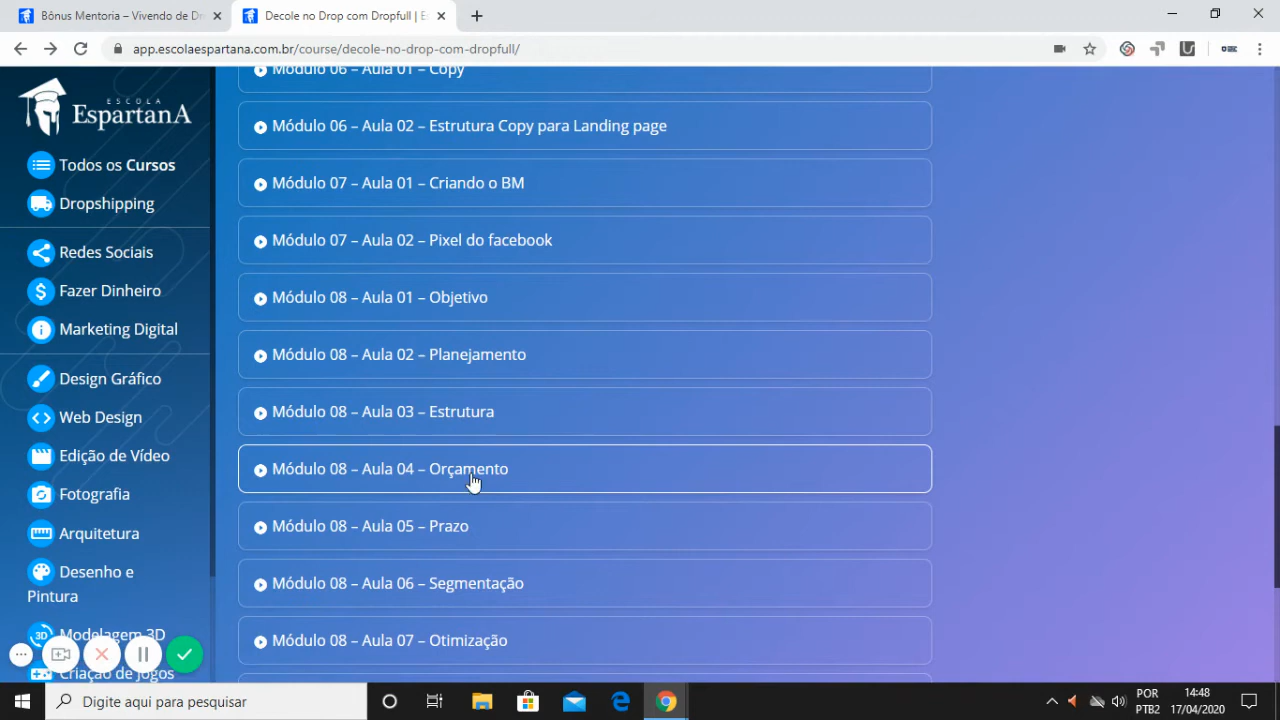 Bônus Mentoria – Vivendo de Dr
Decole no Drop com Dropfull | E
app.escolaespartana.com.br/course/decole-no-drop-com-dropfull/
ESCOLA
EspartanA
Todos os Cursos
Dropshipping
Redes Sociais
Fazer Dinheiro
Marketing Digital
Design Gráfico
Web Design
Edição de Vídeo
Fotografia
Arquitetura
Desenho e
Pintura
3D Modelagem 3D
Criação de Jogos
Módulo 06 – Aula 01 – Copy
Módulo 06 – Aula 02 – Estrutura Copy para Landing page
Módulo 07 – Aula 01 – Criando o BM
Módulo 07 – Aula 02 – Pixel do facebook
Módulo 08 – Aula 01 – Objetivo
Módulo 08 – Aula 02 – Planejamento
Módulo 08 – Aula 03 – Estrutura
Módulo 08 – Aula 04 – Orçamento
Módulo 08 – Aula 05 – Prazo
Módulo 08 – Aula 06 – Segmentação
Módulo 08 – Aula 07 – Otimização
Digite aqui para pesquisar
POR
PTB2
14:48
17/04/2020